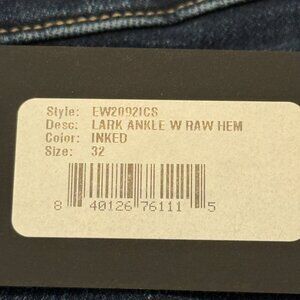 Style: EW2092ICS
Desc: LARK ANKLE W RAW HEM
Color: INKED
Size: 32
8 40126 76111 5